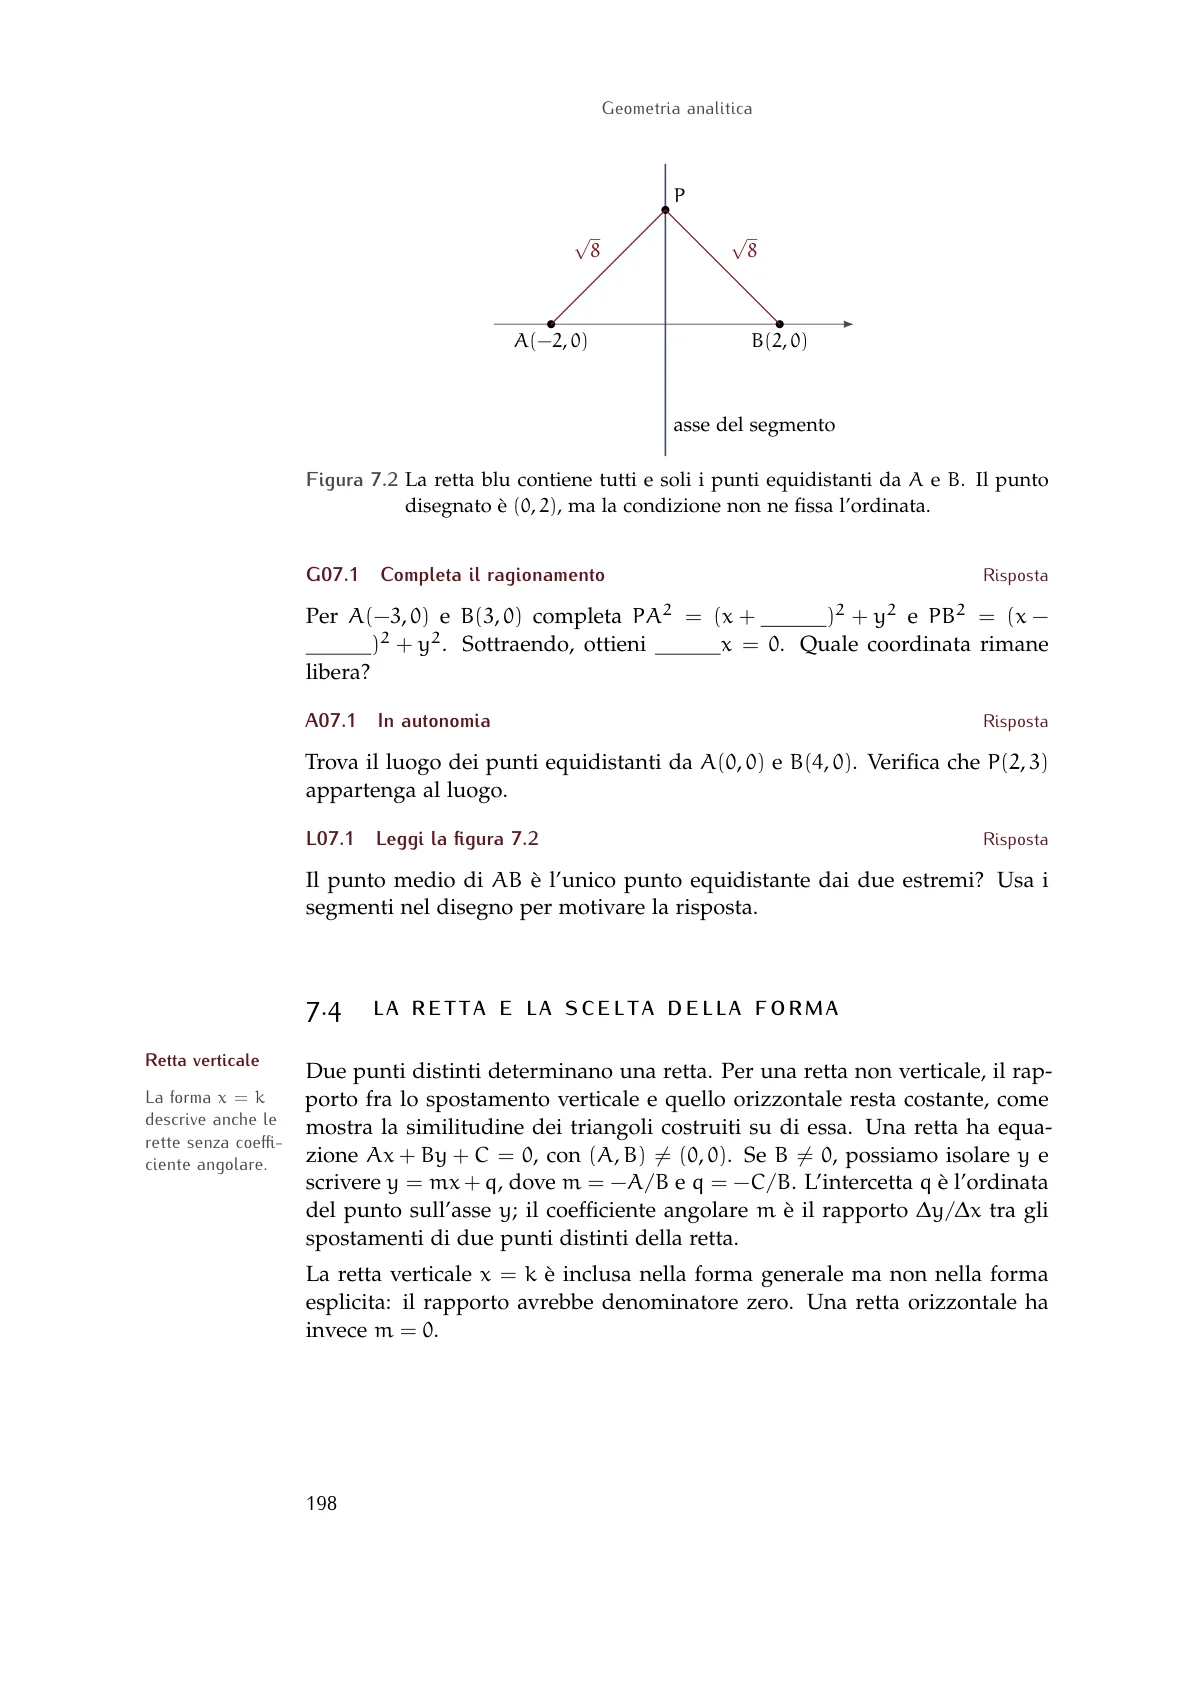 Geometria analitica
P
√8 √8
A(−2, 0) B(2, 0)
asse del segmento
Figura 7.2 La retta blu contiene tutti e soli i punti equidistanti da A e B. Il punto
disegnato è (0, 2), ma la condizione non ne fissa l'ordinata.
G07.1 Completa il ragionamento Risposta
Per A(−3, 0) e B(3, 0) completa PA² = (x + ______)² + y² e PB² = (x −
______)² + y². Sottraendo, ottieni ______x = 0. Quale coordinata rimane
libera?
A07.1 In autonomia Risposta
Trova il luogo dei punti equidistanti da A(0, 0) e B(4, 0). Verifica che P(2, 3)
appartenga al luogo.
L07.1 Leggi la figura 7.2 Risposta
Il punto medio di AB è l'unico punto equidistante dai due estremi? Usa i
segmenti nel disegno per motivare la risposta.
7.4 LA RETTA E LA SCELTA DELLA FORMA
Retta verticale
La forma x = k
descrive anche le
rette senza coeffi-
ciente angolare.
Due punti distinti determinano una retta. Per una retta non verticale, il rap-
porto fra lo spostamento verticale e quello orizzontale resta costante, come
mostra la similitudine dei triangoli costruiti su di essa. Una retta ha equa-
zione Ax + By + C = 0, con (A, B) ≠ (0, 0). Se B ≠ 0, possiamo isolare y e
scrivere y = mx + q, dove m = −A/B e q = −C/B. L'intercetta q è l'ordinata
del punto sull'asse y; il coefficiente angolare m è il rapporto Δy/Δx tra gli
spostamenti di due punti distinti della retta.
La retta verticale x = k è inclusa nella forma generale ma non nella forma
esplicita: il rapporto avrebbe denominatore zero. Una retta orizzontale ha
invece m = 0.
198